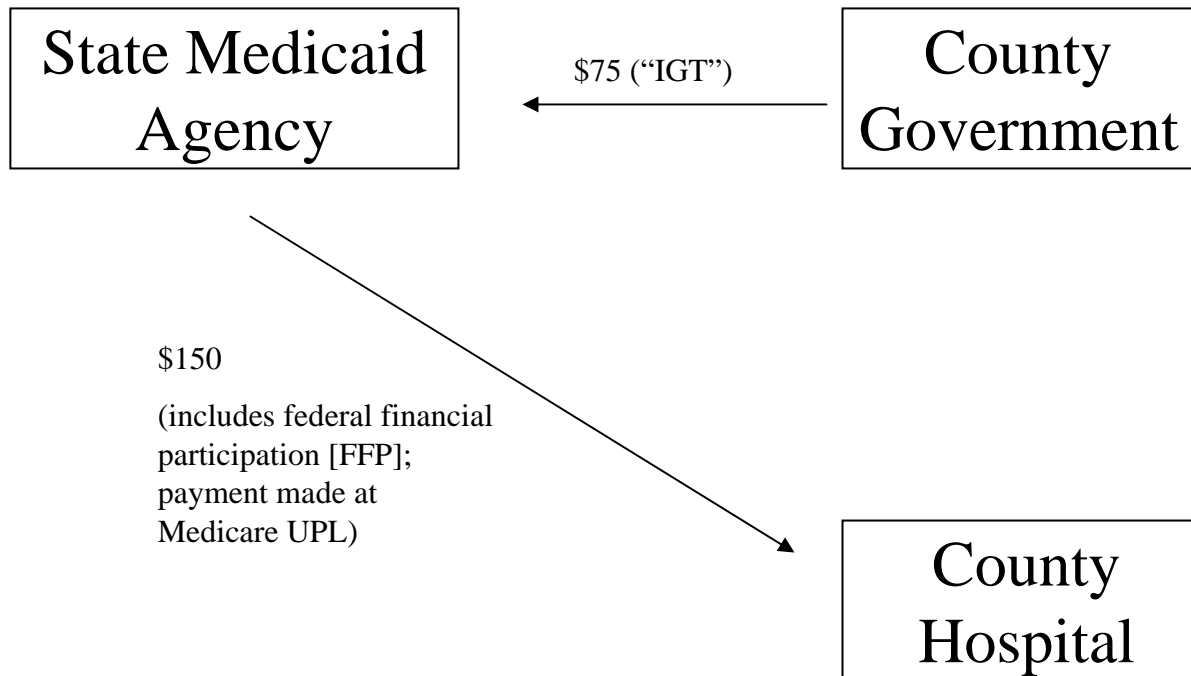 State Medicaid
Agency
$75 (“IGT”)
County
Government
$150
(includes federal financial
participation [FFP];
payment made at
Medicare UPL)
County
Hospital